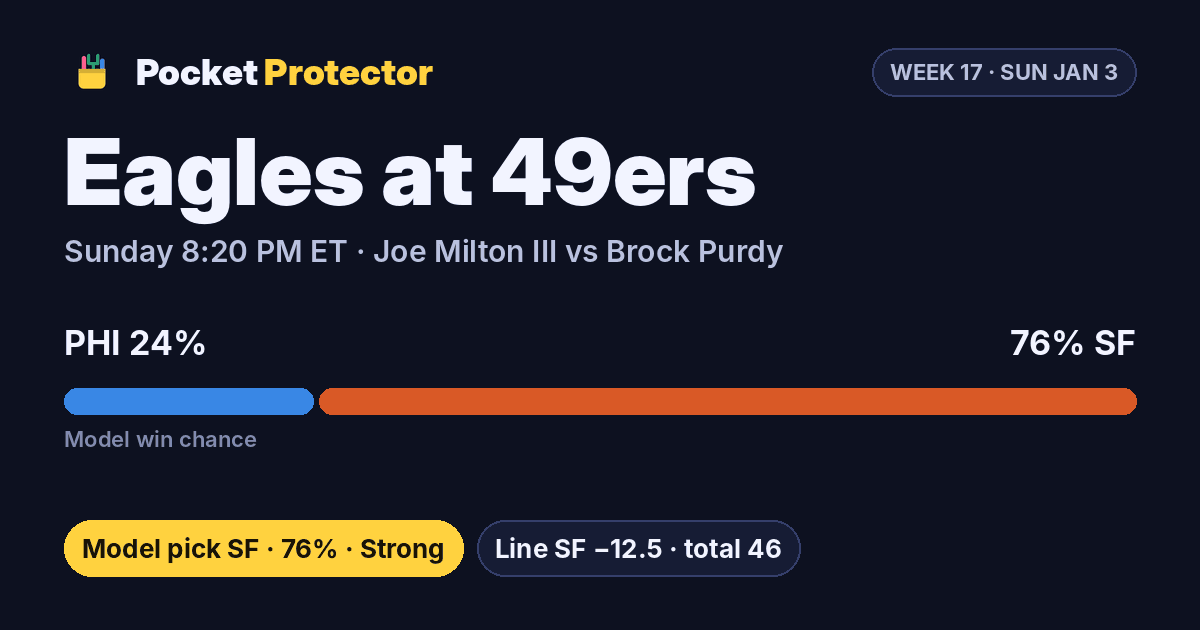 Pocket Protector
WEEK 17 · SUN JAN 3
Eagles at 49ers
Sunday 8:20 PM ET · Joe Milton III vs Brock Purdy
PHI 24%
76% SF
Model win chance
Model pick SF · 76% · Strong
Line SF −12.5 · total 46